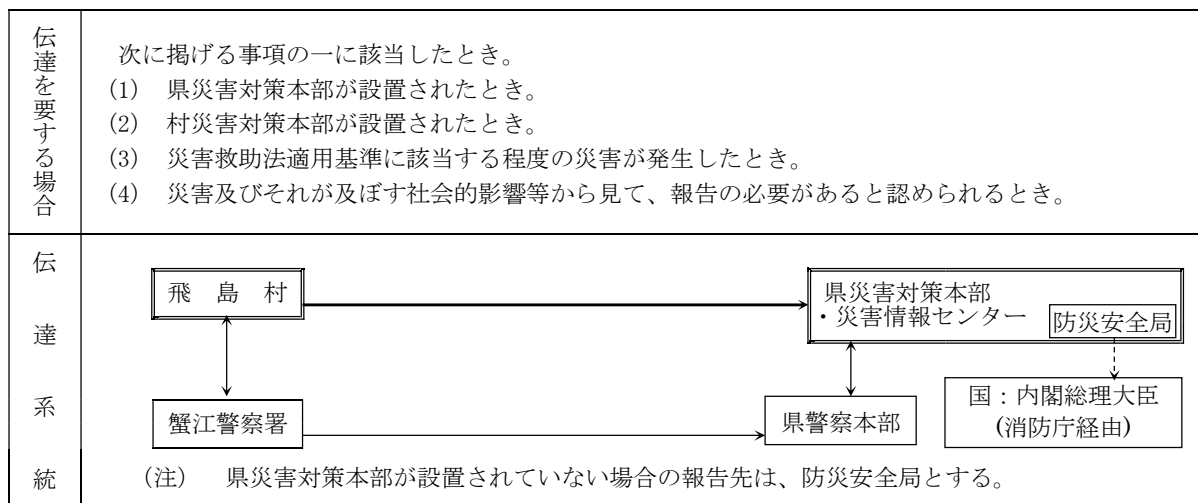 伝達を要する場合
次に掲げる事項の一に該当したとき。
(1) 県災害対策本部が設置されたとき。
(2) 村災害対策本部が設置されたとき。
(3) 災害救助法適用基準に該当する程度の災害が発生したとき。
(4) 災害及びそれが及ぼす社会的影響等から見て、報告の必要があると認められるとき。
伝達系統
飛 島 村
県災害対策本部
・災害情報センター
防災安全局
蟹江警察署
県警察本部
国：内閣総理大臣
(消防庁経由)
(注) 県災害対策本部が設置されていない場合の報告先は、防災安全局とする。